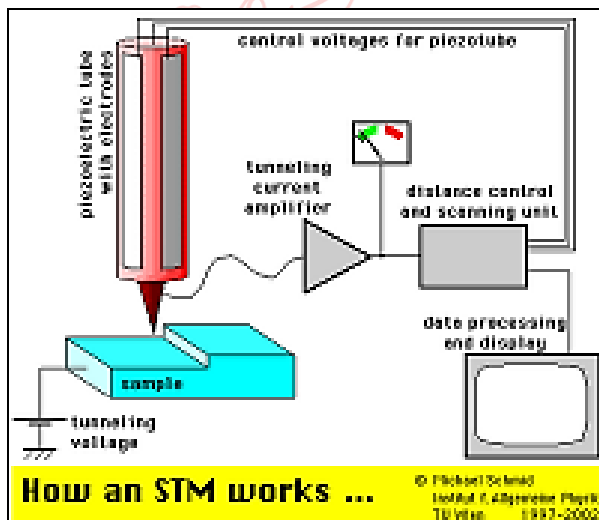 control voltages for piezotube
piezoelectric tube
with electrodes
tunneling
current
amplifier
distance control
and scanning unit
data processing
and display
sample
tunneling
voltage
How an STM works ...
© Michael Schmid
Institut f. Allgemeine Physik
TU Wien 1997-2002